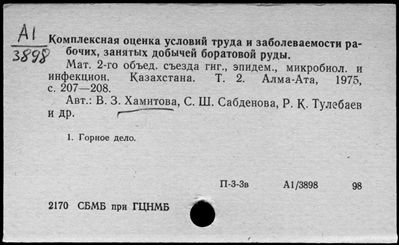 А1
3898
Комплексная оценка условий труда и заболеваемости ра-
бочих, занятых добычей боратовой руды.
Мат. 2-го объед. съезда гиг., эпидем., микробиол. и
инфекцион. Казахстана. Т. 2. Алма-Ата, 1975,
с. 207—208.
Авт.: В. З. Хамитова, С. Ш. Сабденова, Р. К. Тулебаев
и др.
1. Горное дело.
П-3-3в А1/3898 98
2170 СБМБ при ГЦНМБ